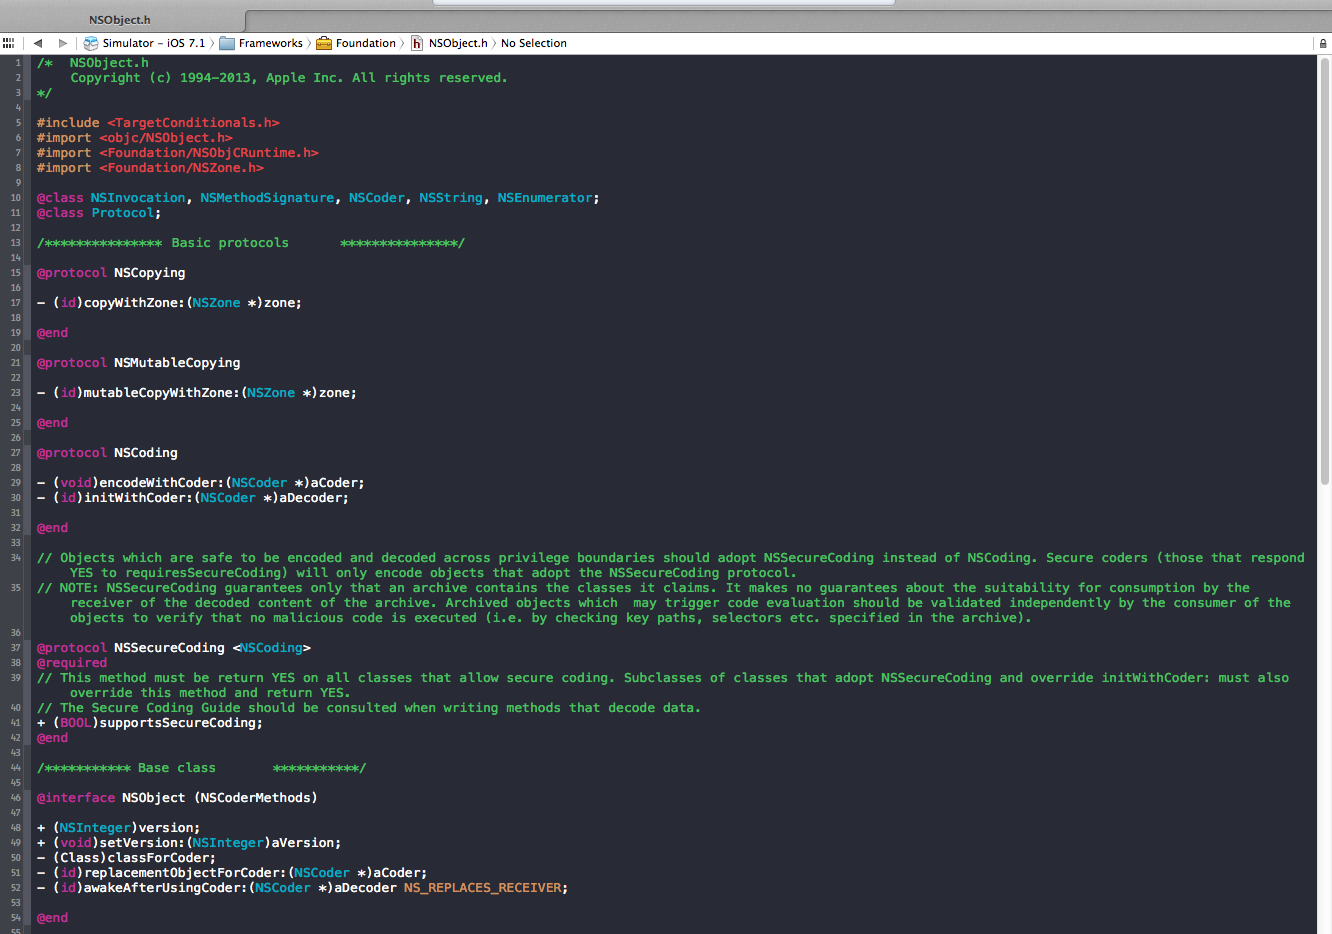 NSObject.h
Simulator – iOS 7.1 〉 Frameworks 〉 Foundation 〉 h NSObject.h 〉 No Selection
1 /*  NSObject.h
2     Copyright (c) 1994-2013, Apple Inc. All rights reserved.
3 */
4
5 #include <TargetConditionals.h>
6 #import <objc/NSObject.h>
7 #import <Foundation/NSObjCRuntime.h>
8 #import <Foundation/NSZone.h>
9
10 @class NSInvocation, NSMethodSignature, NSCoder, NSString, NSEnumerator;
11 @class Protocol;
12
13 /*************** Basic protocols ***************/
14
15 @protocol NSCopying
16
17 - (id)copyWithZone:(NSZone *)zone;
18
19 @end
20
21 @protocol NSMutableCopying
22
23 - (id)mutableCopyWithZone:(NSZone *)zone;
24
25 @end
26
27 @protocol NSCoding
28
29 - (void)encodeWithCoder:(NSCoder *)aCoder;
30 - (id)initWithCoder:(NSCoder *)aDecoder;
31
32 @end
33
34 // Objects which are safe to be encoded and decoded across privilege boundaries should adopt NSSecureCoding instead of NSCoding. Secure coders (those that respond
YES to requiresSecureCoding) will only encode objects that adopt the NSSecureCoding protocol.
35 // NOTE: NSSecureCoding guarantees only that an archive contains the classes it claims. It makes no guarantees about the suitability for consumption by the
receiver of the decoded content of the archive. Archived objects which  may trigger code evaluation should be validated independently by the consumer of the
objects to verify that no malicious code is executed (i.e. by checking key paths, selectors etc. specified in the archive).
36
37 @protocol NSSecureCoding <NSCoding>
38 @required
39 // This method must be return YES on all classes that allow secure coding. Subclasses of classes that adopt NSSecureCoding and override initWithCoder: must also
override this method and return YES.
40 // The Secure Coding Guide should be consulted when writing methods that decode data.
41 + (BOOL)supportsSecureCoding;
42 @end
43
44 /*********** Base class ***********/
45
46 @interface NSObject (NSCoderMethods)
47
48 + (NSInteger)version;
49 + (void)setVersion:(NSInteger)aVersion;
50 - (Class)classForCoder;
51 - (id)replacementObjectForCoder:(NSCoder *)aCoder;
52 - (id)awakeAfterUsingCoder:(NSCoder *)aDecoder NS_REPLACES_RECEIVER;
53
54 @end
55